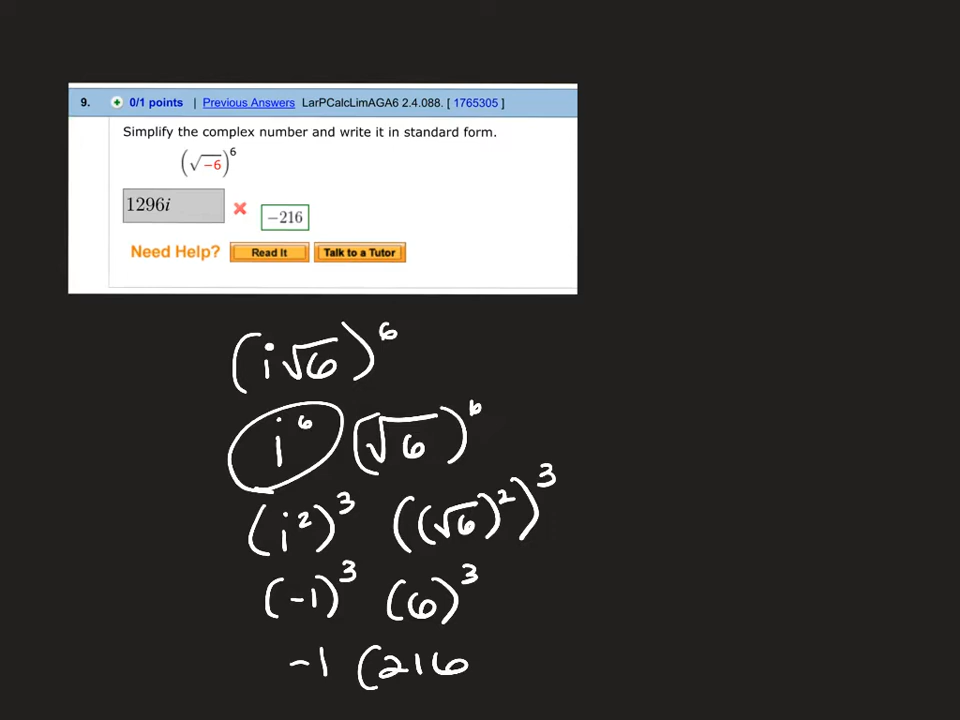 9. 0/1 points | Previous Answers LarPCalcLimAGA6 2.4.088. [ 1765305 ]
Simplify the complex number and write it in standard form.
(√−6)^6
1296i ✗ −216
Need Help? Read It Talk to a Tutor
(i√6)^6
i^6 (√6)^6
(i^2)^3 ((√6)^2)^3
(-1)^3 (6)^3
-1 (216